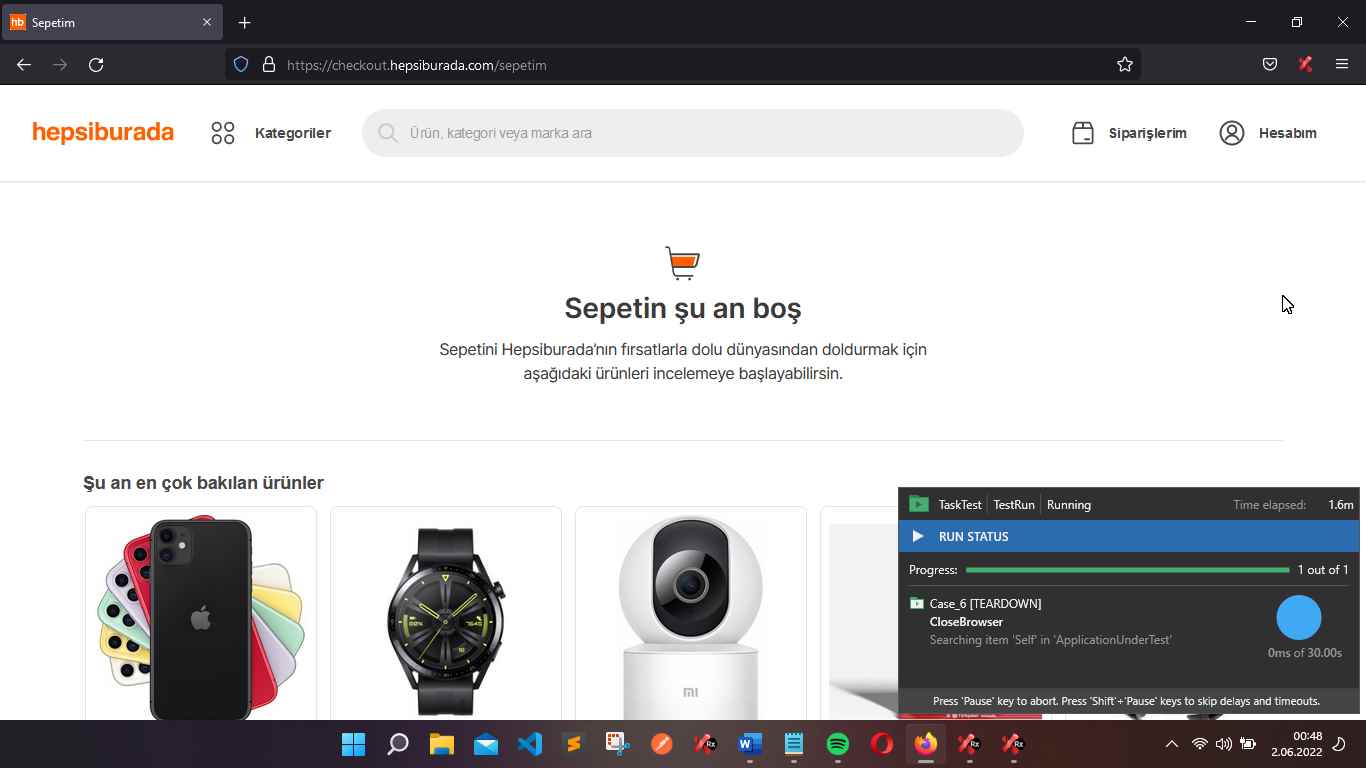 hb Sepetim
https://checkout.hepsiburada.com/sepetim
hepsiburada Kategoriler Ürün, kategori veya marka ara Siparişlerim Hesabım
Sepetin şu an boş
Sepetini Hepsiburada'nın fırsatlarla dolu dünyasından doldurmak için
aşağıdaki ürünleri incelemeye başlayabilirsin.
Şu an en çok bakılan ürünler
mi
TaskTest TestRun Running Time elapsed: 1.6m
RUN STATUS
Progress: 1 out of 1
Case_6 [TEARDOWN]
CloseBrowser
Searching item 'Self' in 'ApplicationUnderTest'
0ms of 30.00s
Press 'Pause' key to abort. Press 'Shift'+'Pause' keys to skip delays and timeouts.
00:48
2.06.2022